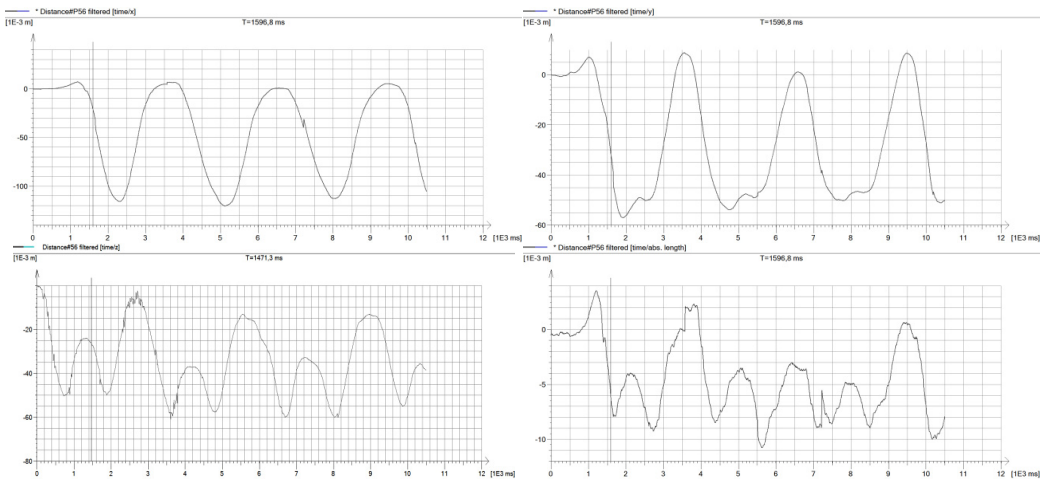 * Distance#P56 filtered [time/x]
[1E-3 m]
T=1596,8 ms
0
-50
-100
0 1 2 3 4 5 6 7 8 9 10 11 12 [1E3 ms]
* Distance#P56 filtered [time/y]
[1E-3 m]
T=1596,8 ms
0
-20
-40
-60
0 1 2 3 4 5 6 7 8 9 10 11 12 [1E3 ms]
Distance#56 filtered [time/z]
[1E-3 m]
T=1471,3 ms
-20
-40
-60
-80
0 1 2 3 4 5 6 7 8 9 10 11 12 [1E3 ms]
* Distance#P56 filtered [time/abs. length]
[1E-3 m]
T=1596,8 ms
0
-5
-10
0 1 2 3 4 5 6 7 8 9 10 11 12 [1E3 ms]